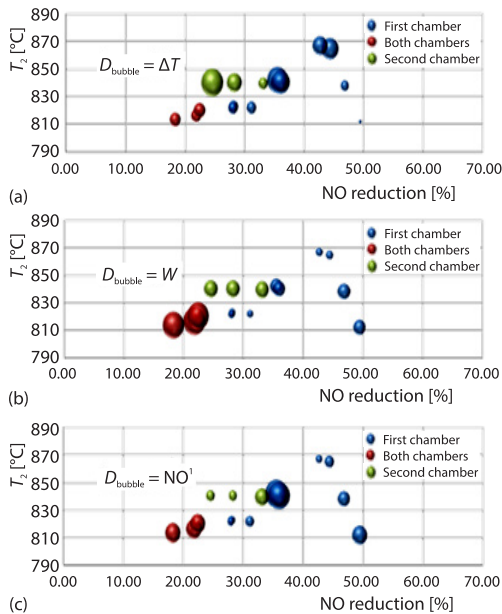 890
870
850
830
810
790
T2 [°C]
Dbubble = ΔT
First chamber
Both chambers
Second chamber
0.00 10.00 20.00 30.00 40.00 50.00 60.00 70.00
(a)
NO reduction [%]
890
870
850
830
810
790
T2 [°C]
Dbubble = W
First chamber
Both chambers
Second chamber
0.00 10.00 20.00 30.00 40.00 50.00 60.00 70.00
(b)
NO reduction [%]
890
870
850
830
810
790
T2 [°C]
Dbubble = NO¹
First chamber
Both chambers
Second chamber
0.00 10.00 20.00 30.00 40.00 50.00 60.00 70.00
(c)
NO reduction [%]